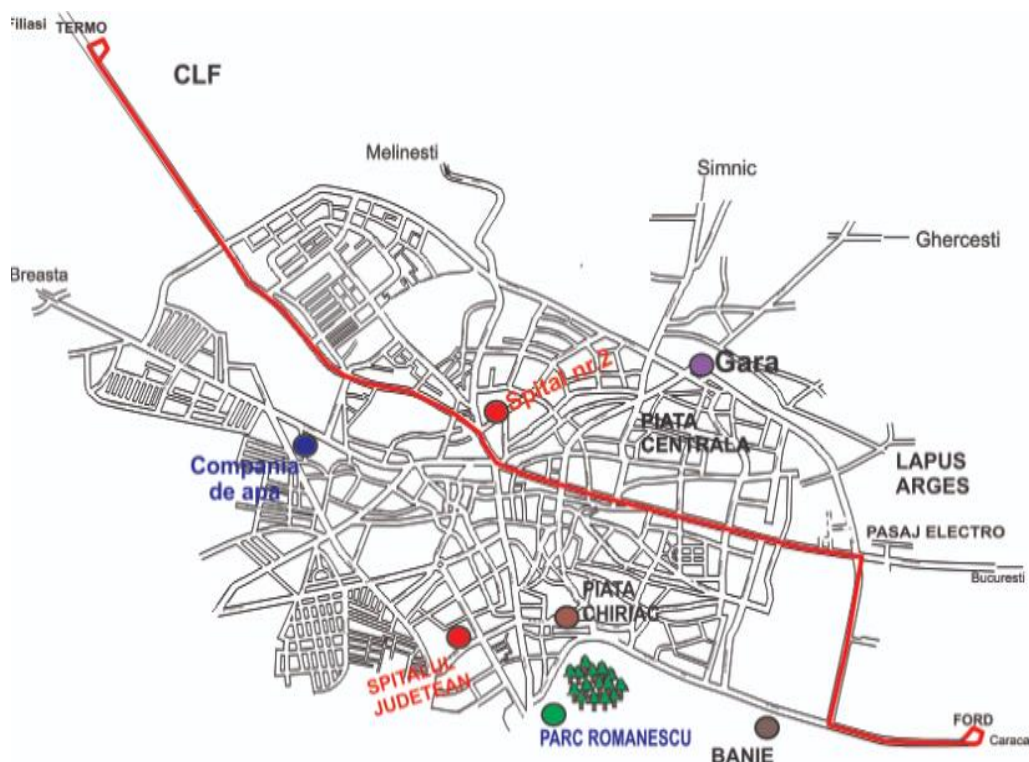 Filiasi
TERMO
CLF
Melinesti
Simnic
Ghercesti
Breasta
Spital nr.2
Gara
PIATA
CENTRALA
Compania
de apa
LAPUS
ARGES
PASAJ ELECTRO
Bucuresti
PIATA
CHIRIAG
SPITALUL
JUDETEAN
PARC ROMANESCU
BANIE
FORD
Caraca